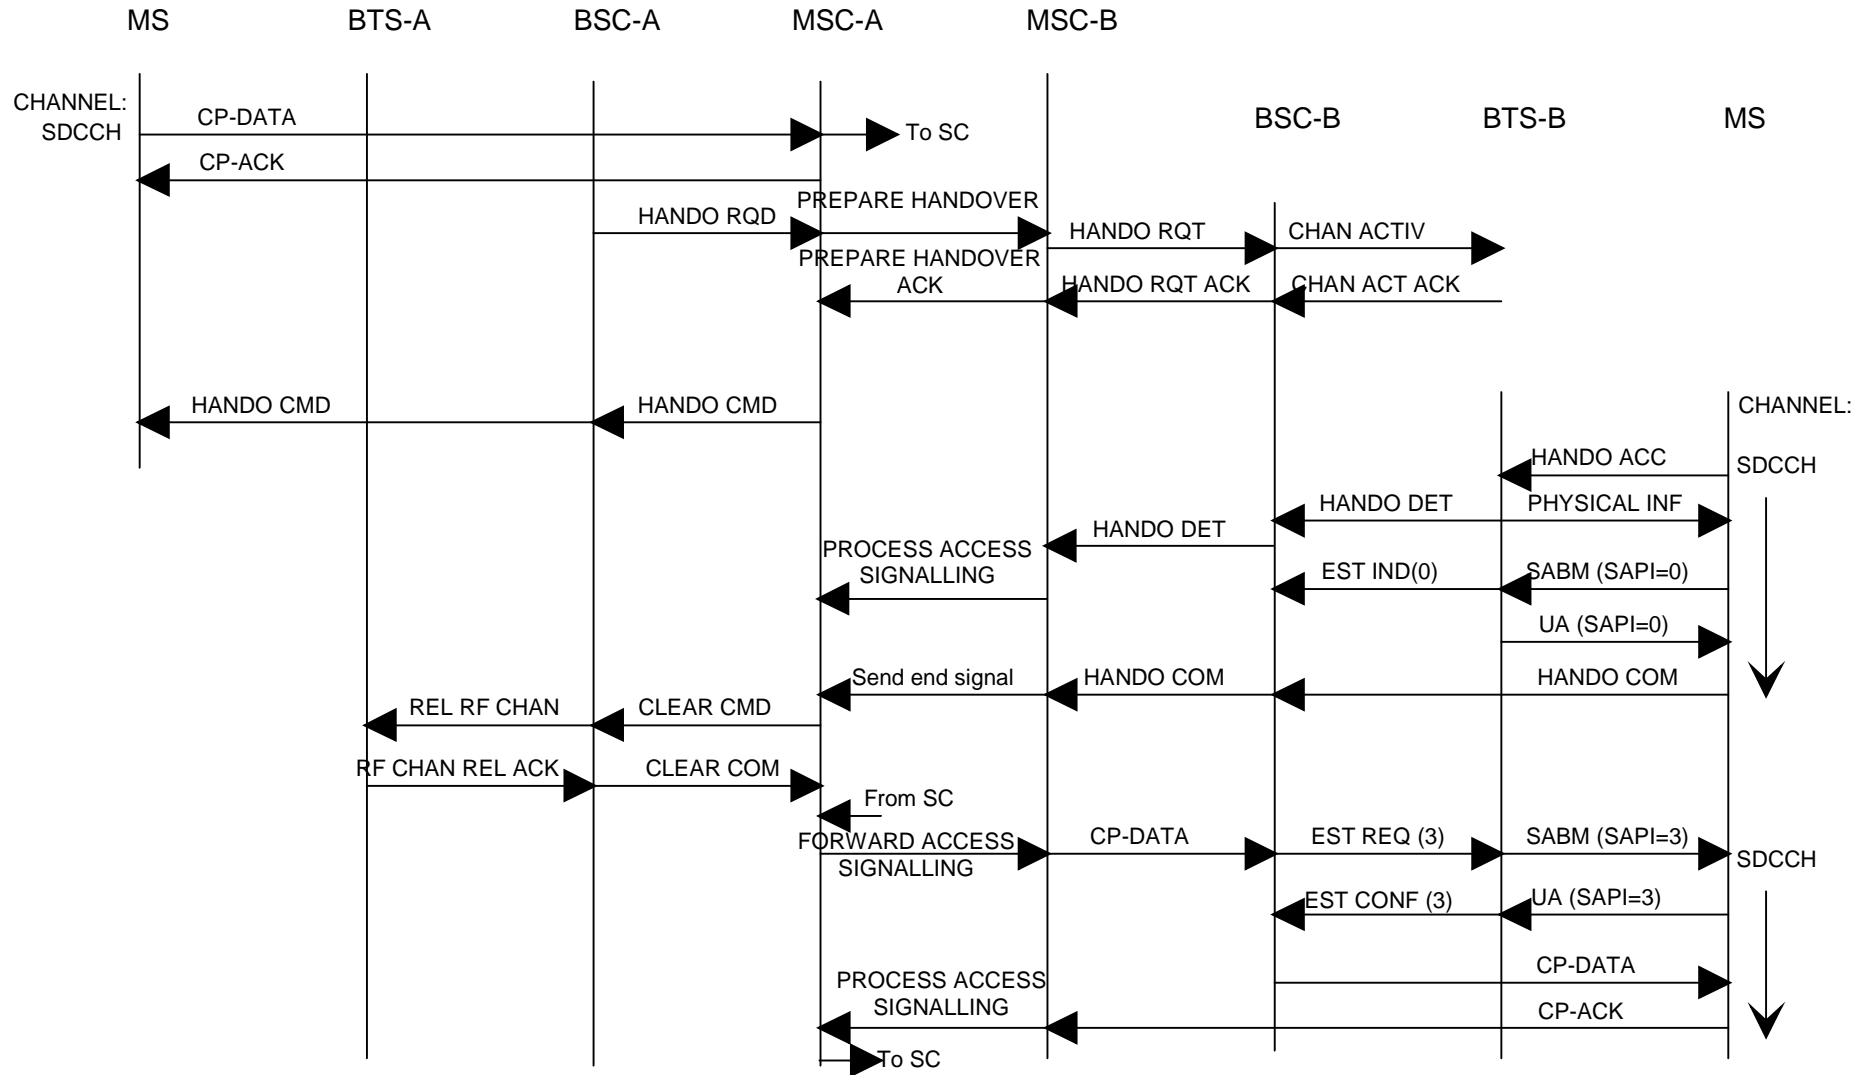 MS BTS-A BSC-A MSC-A MSC-B
CHANNEL:
SDCCH
CP-DATA
To SC
BSC-B BTS-B MS
CP-ACK
PREPARE HANDOVER
HANDO RQD
HANDO RQT
CHAN ACTIV
PREPARE HANDOVER
ACK
HANDO RQT ACK
CHAN ACT ACK
HANDO CMD
HANDO CMD
CHANNEL:
HANDO ACC
SDCCH
HANDO DET
PHYSICAL INF
HANDO DET
PROCESS ACCESS
SIGNALLING
EST IND(0)
SABM (SAPI=0)
UA (SAPI=0)
Send end signal
HANDO COM
HANDO COM
REL RF CHAN
CLEAR CMD
RF CHAN REL ACK
CLEAR COM
From SC
FORWARD ACCESS
SIGNALLING
CP-DATA
EST REQ (3)
SABM (SAPI=3)
SDCCH
EST CONF (3)
UA (SAPI=3)
CP-DATA
PROCESS ACCESS
SIGNALLING
CP-ACK
To SC